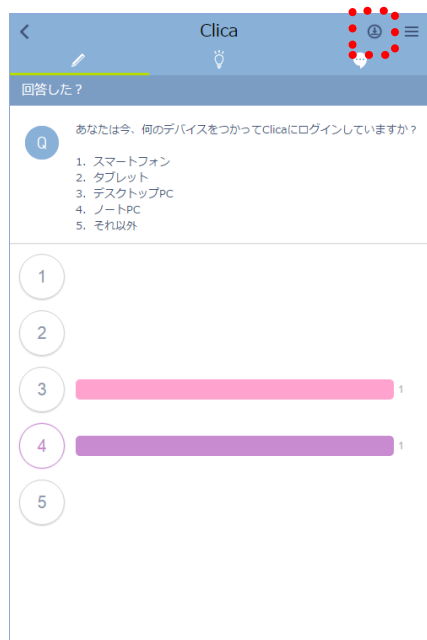 Clica
回答した？
Q
あなたは今、何のデバイスをつかってClicaにログインしていますか？
1. スマートフォン
2. タブレット
3. デスクトップPC
4. ノートPC
5. それ以外
1
2
3
1
4
1
5